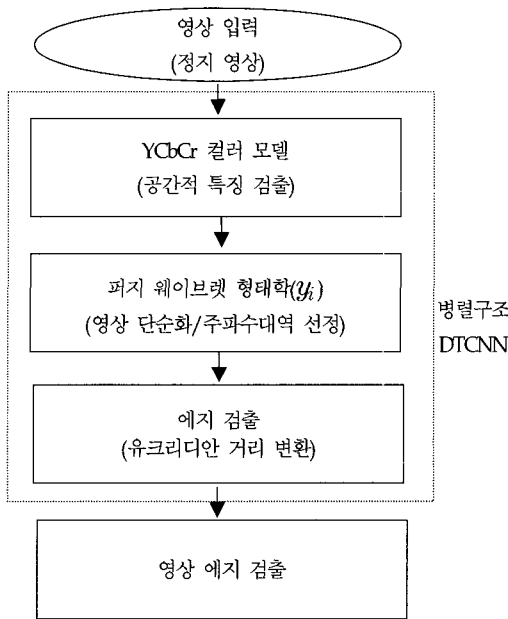 영상 입력
(정지 영상)
YCbCr 컬러 모델
(공간적 특징 검출)
퍼지 웨이브렛 형태학(yᵢ)
(영상 단순화/주파수대역 선정)
병렬구조
DTCNN
에지 검출
(유크리디안 거리 변환)
영상 에지 검출